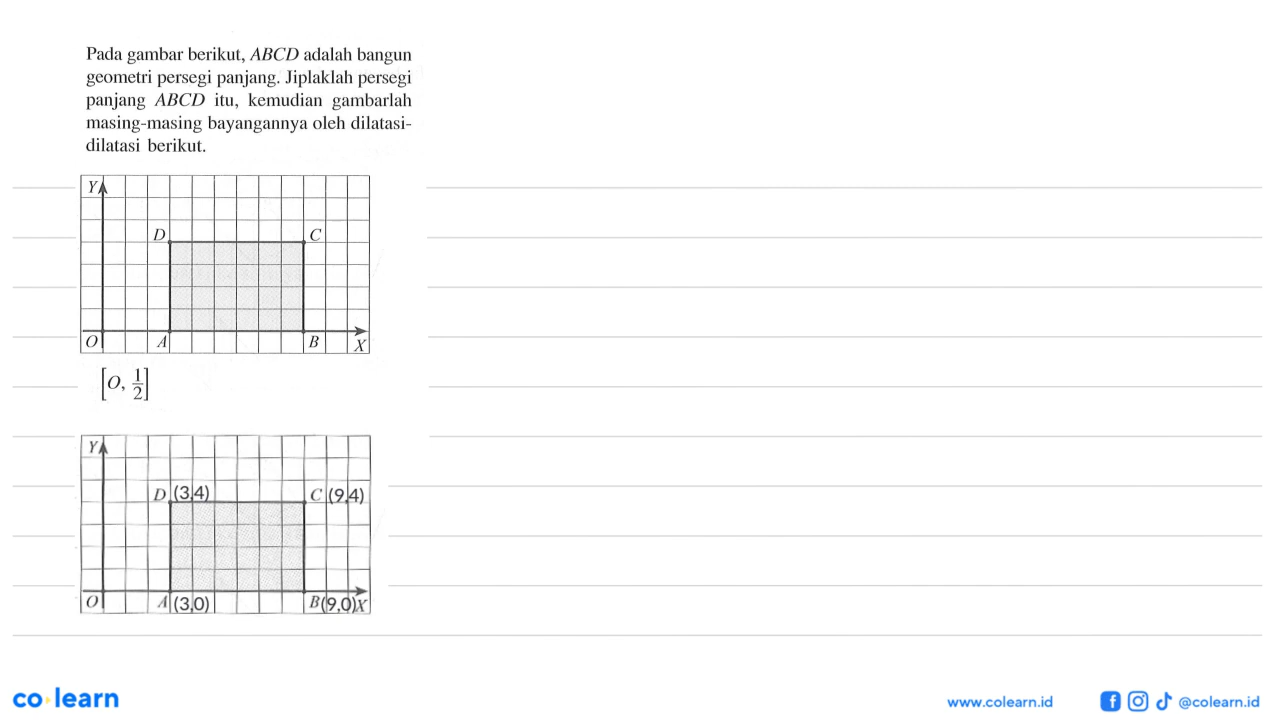 Pada gambar berikut, ABCD adalah bangun
geometri persegi panjang. Jiplaklah persegi
panjang ABCD itu, kemudian gambarlah
masing-masing bayangannya oleh dilatasi-
dilatasi berikut.
Y
D C
O A B X
[O, 1/2]
Y
D (3,4) C (9,4)
O A (3,0) B (9,0) X
co learn
www.colearn.id @colearn.id